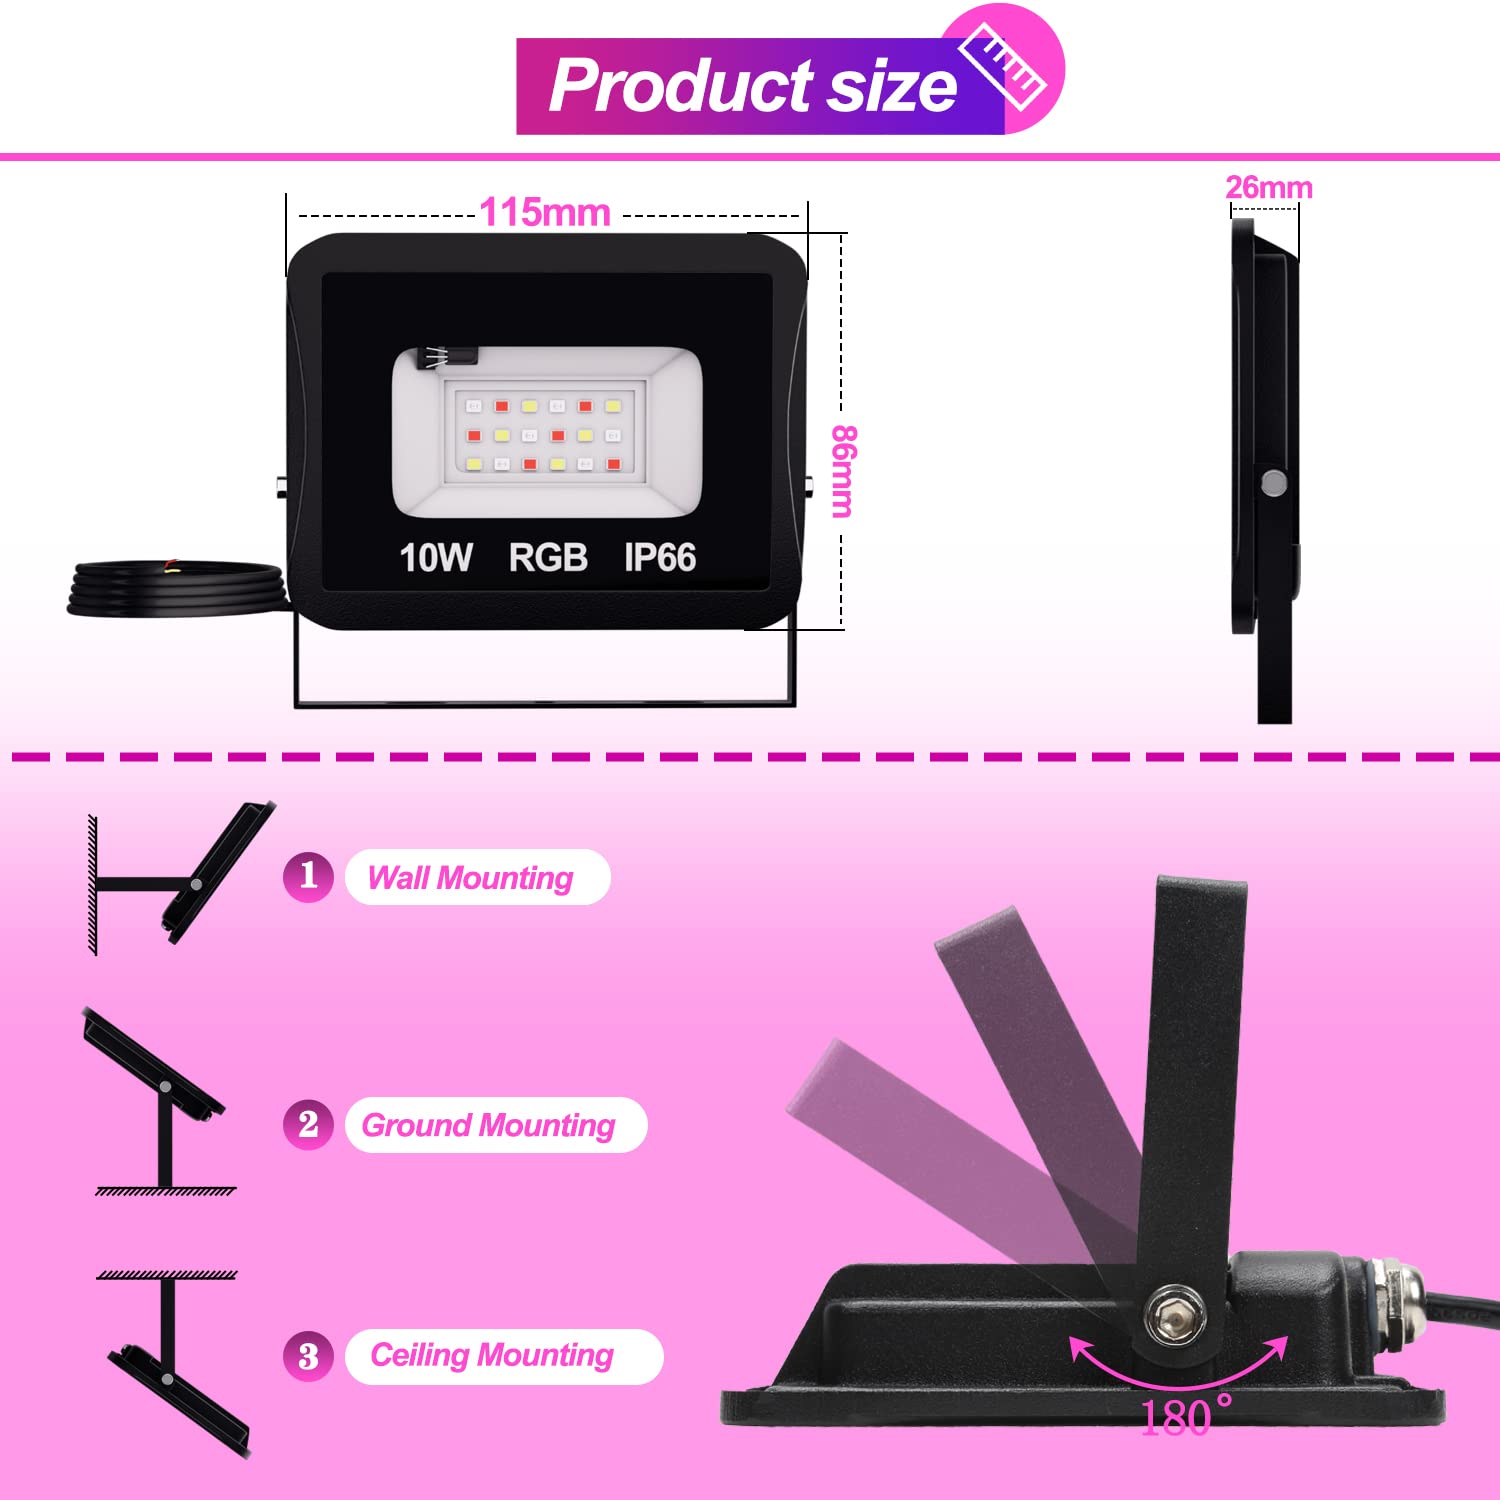 Product size
115mm
26mm
86mm
10W RGB IP66
1 Wall Mounting
2 Ground Mounting
3 Ceiling Mounting
180°